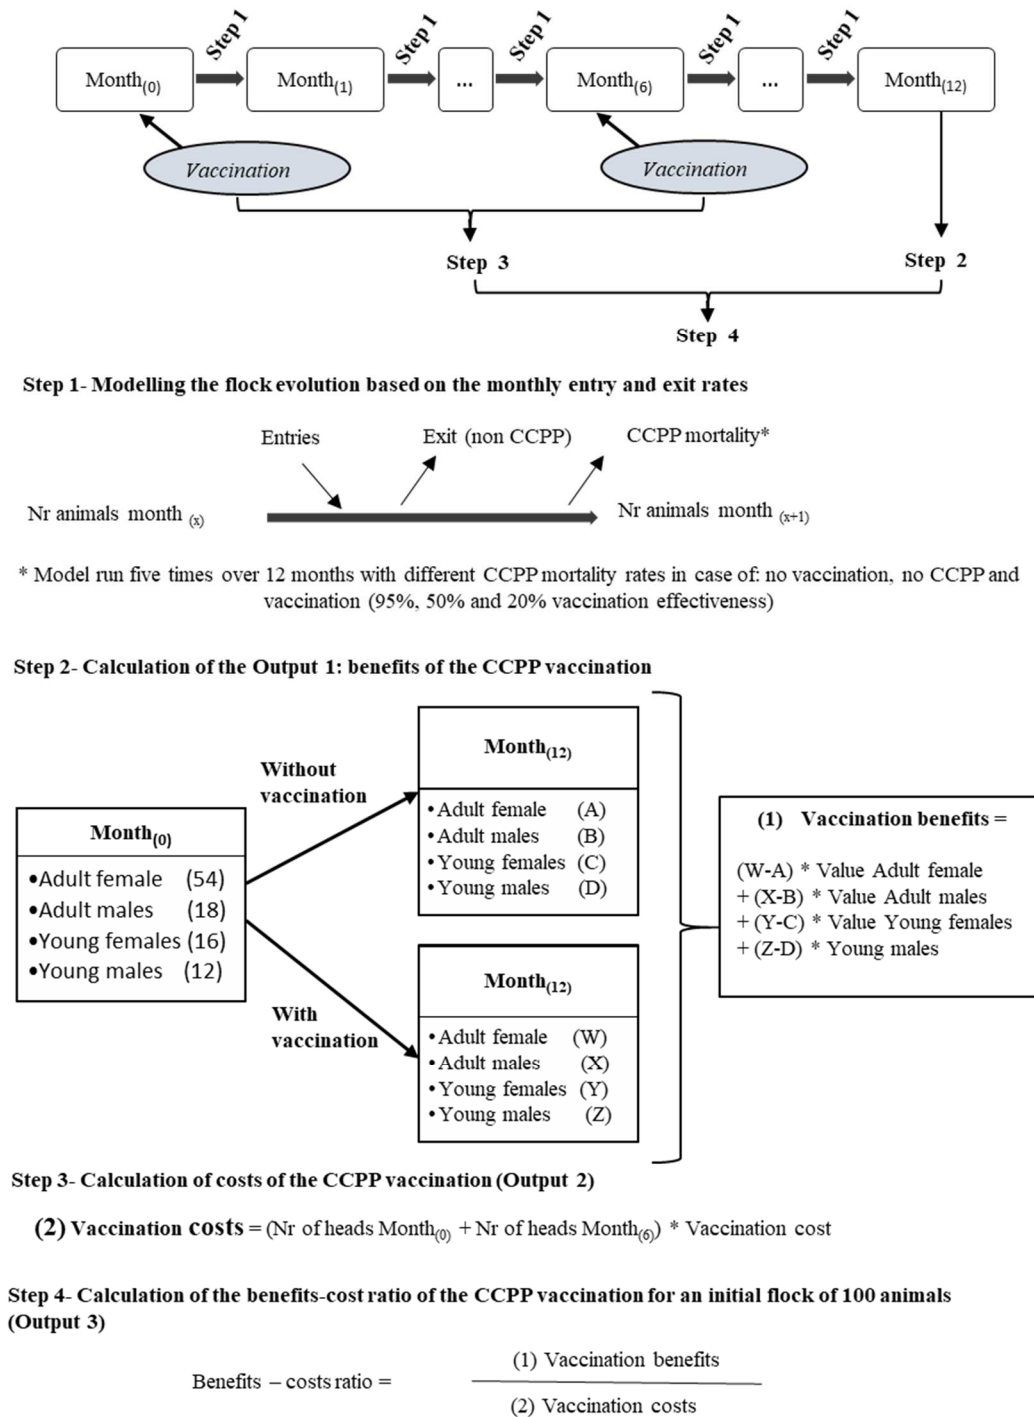 Step 1
Step 1
Step 1
Step 1
Step 1
Month(0)
Month(1)
...
Month(6)
...
Month(12)
Vaccination
Vaccination
Step 3
Step 2
Step 4
Step 1- Modelling the flock evolution based on the monthly entry and exit rates
Entries
Exit (non CCPP)
CCPP mortality*
Nr animals month (x)
Nr animals month (x+1)
* Model run five times over 12 months with different CCPP mortality rates in case of: no vaccination, no CCPP and
vaccination (95%, 50% and 20% vaccination effectiveness)
Step 2- Calculation of the Output 1: benefits of the CCPP vaccination
Month(0)
•Adult female (54)
•Adult males (18)
•Young females (16)
•Young males (12)
Without
vaccination
With
vaccination
Month(12)
•Adult female (A)
•Adult males (B)
•Young females (C)
•Young males (D)
Month(12)
•Adult female (W)
•Adult males (X)
•Young females (Y)
•Young males (Z)
(1) Vaccination benefits =
(W-A) * Value Adult female
+ (X-B) * Value Adult males
+ (Y-C) * Value Young females
+ (Z-D) * Young males
Step 3- Calculation of costs of the CCPP vaccination (Output 2)
(2) Vaccination costs = (Nr of heads Month(0) + Nr of heads Month(6)) * Vaccination cost
Step 4- Calculation of the benefits-cost ratio of the CCPP vaccination for an initial flock of 100 animals
(Output 3)
Benefits – costs ratio =
(1) Vaccination benefits
(2) Vaccination costs